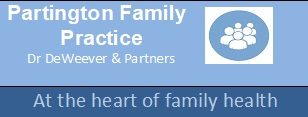 Partington Family
Practice
Dr DeWeever & Partners
At the heart of family health